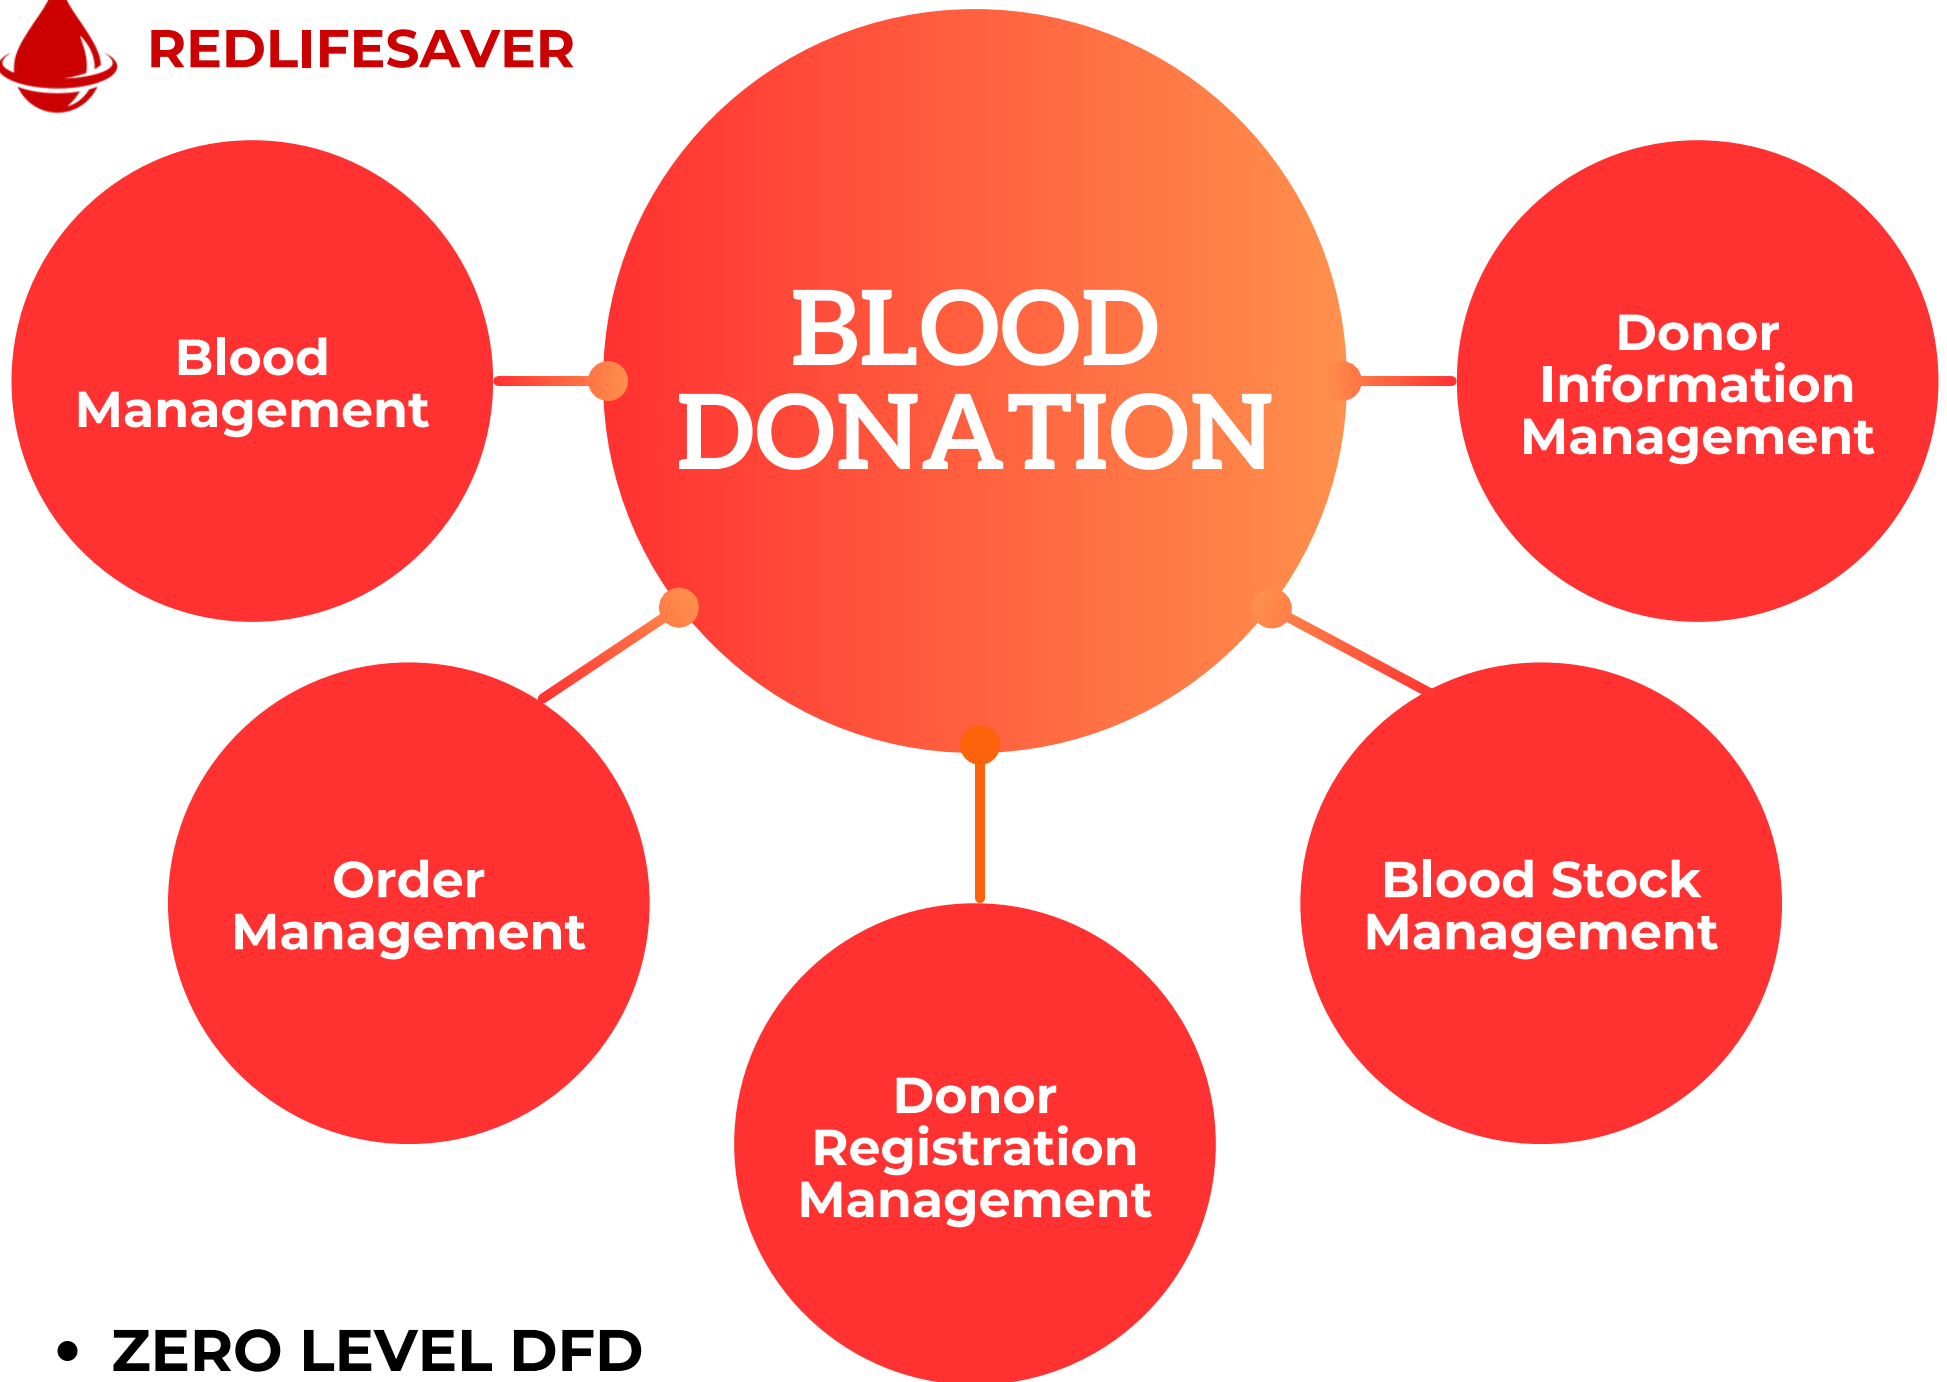 REDLIFESAVER
BLOOD
DONATION
Blood
Management
Donor
Information
Management
Order
Management
Blood Stock
Management
Donor
Registration
Management
• ZERO LEVEL DFD